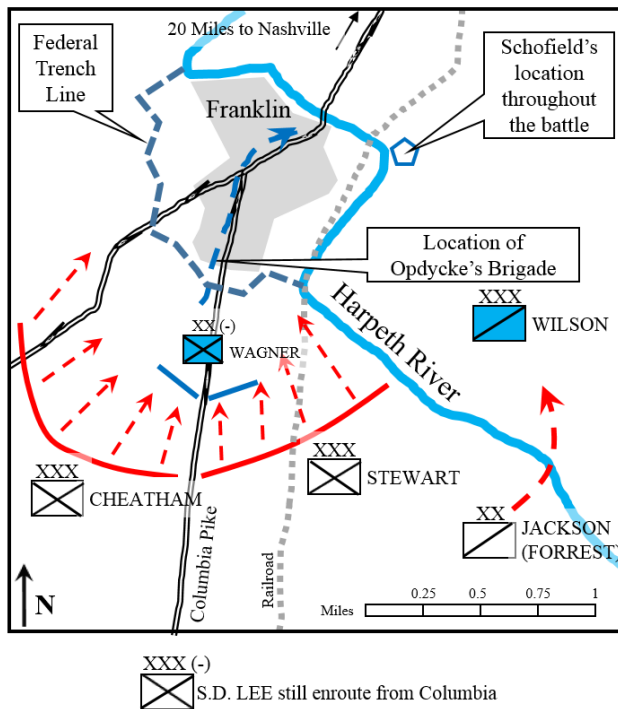 20 Miles to Nashville
Federal
Trench
Line
Schofield's
location
throughout
the battle
Franklin
Location of
Opdycke's Brigade
Harpeth River
XXX
WILSON
XX (-)
WAGNER
XXX
CHEATHAM
XXX
STEWART
XX
JACKSON
(FORREST)
Columbia Pike
Railroad
N
0.25 0.5 0.75 1
Miles
XXX (-)
S.D. LEE still enroute from Columbia